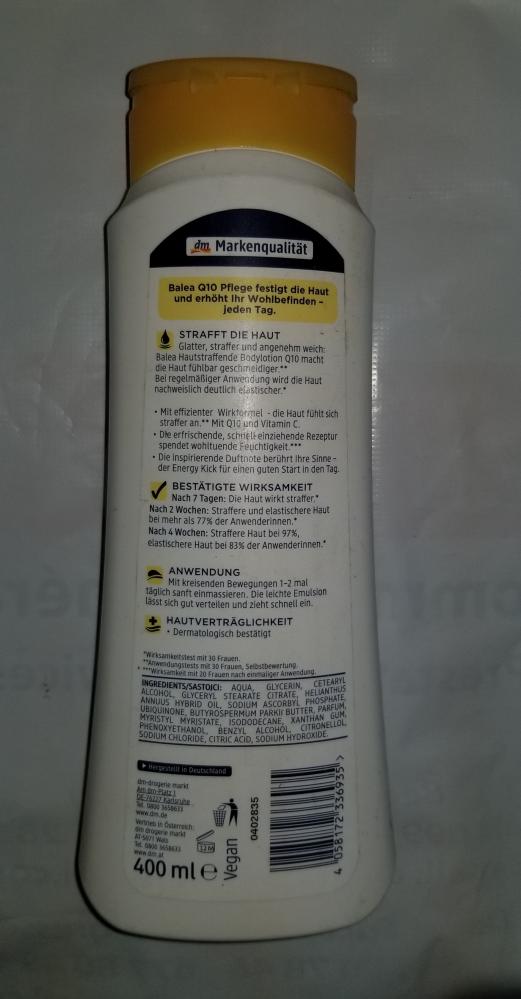 dm Markenqualität
Balea Q10 Pflege festigt die Haut
und erhöht Ihr Wohlbefinden –
jeden Tag.
STRAFFT DIE HAUT
Glatter, straffer und angenehm weich:
Balea Hautstraffende Bodylotion Q10 macht
die Haut fühlbar geschmeidiger.**
Bei regelmäßiger Anwendung wird die Haut
nachweislich deutlich elastischer.*
• Mit effizienter Wirkformel - die Haut fühlt sich
straffer an.** Mit Q10 und Vitamin C.
• Die erfrischende, schnell einziehende Rezeptur
spendet wohltuende Feuchtigkeit.***
• Die inspirierende Duftnote berührt Ihre Sinne –
der Energy Kick für einen guten Start in den Tag.
BESTÄTIGTE WIRKSAMKEIT
Nach 7 Tagen: Die Haut wirkt straffer.*
Nach 2 Wochen: Straffere und elastischere Haut
bei mehr als 77% der Anwenderinnen.*
Nach 4 Wochen: Straffere Haut bei 97%,
elastischere Haut bei 83% der Anwenderinnen.*
ANWENDUNG
Mit kreisenden Bewegungen 1–2 mal
täglich sanft einmassieren. Die leichte Emulsion
lässt sich gut verteilen und zieht schnell ein.
HAUTVERTRÄGLICHKEIT
• Dermatologisch bestätigt
*Wirksamkeitstest mit 30 Frauen.
**Anwendungstests mit 30 Frauen, Selbstbewertung.
***Wirksamkeit mit 20 Frauen nach einmaliger Anwendung.
INGREDIENTS/SASTOJCI: AQUA, GLYCERIN, CETEARYL
ALCOHOL, GLYCERYL STEARATE CITRATE, HELIANTHUS
ANNUUS HYBRID OIL, SODIUM ASCORBYL PHOSPHATE,
UBIQUINONE, BUTYROSPERMUM PARKII BUTTER, PARFUM,
MYRISTYL MYRISTATE, ISODODECANE, XANTHAN GUM,
PHENOXYETHANOL, BENZYL ALCOHOL, CITRONELLOL,
SODIUM CHLORIDE, CITRIC ACID, SODIUM HYDROXIDE.
Hergestellt in Deutschland
dm-drogerie markt
Am dm-Platz 1
DE-76227 Karlsruhe
Tel. 0800 3658633
www.dm.de
Vertrieb in Österreich:
dm drogerie markt
AT-5071 Wals
Tel. 0800 3658633
www.dm.at
400 ml e
12M
Vegan
0402835
4 058172 336935 >